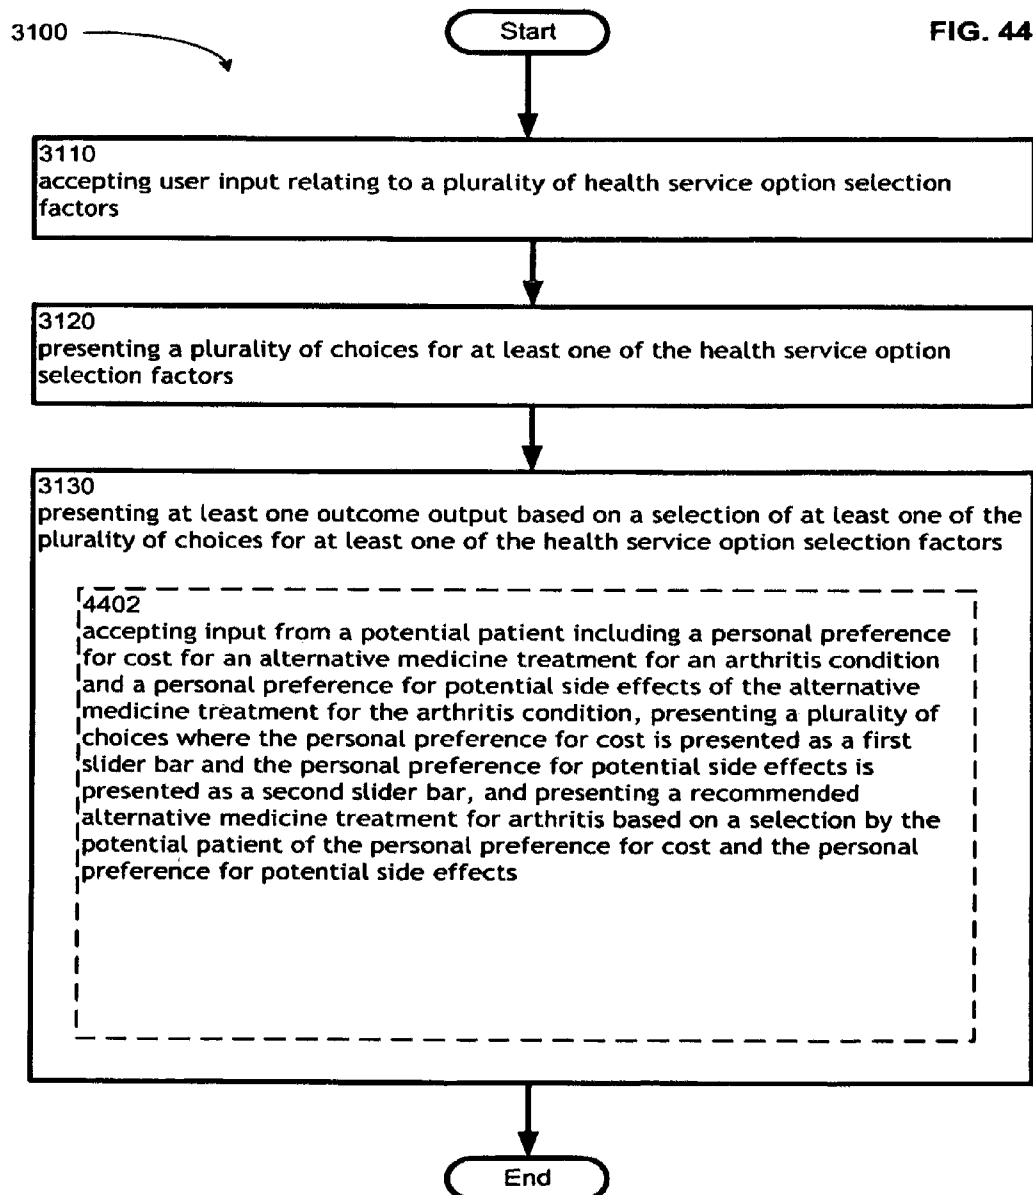 3100
Start
FIG. 44
3110
accepting user input relating to a plurality of health service option selection
factors
3120
presenting a plurality of choices for at least one of the health service option
selection factors
3130
presenting at least one outcome output based on a selection of at least one of the
plurality of choices for at least one of the health service option selection factors
4402
accepting input from a potential patient including a personal preference
for cost for an alternative medicine treatment for an arthritis condition
and a personal preference for potential side effects of the alternative
medicine treatment for the arthritis condition, presenting a plurality of
choices where the personal preference for cost is presented as a first
slider bar and the personal preference for potential side effects is
presented as a second slider bar, and presenting a recommended
alternative medicine treatment for arthritis based on a selection by the
potential patient of the personal preference for cost and the personal
preference for potential side effects
End